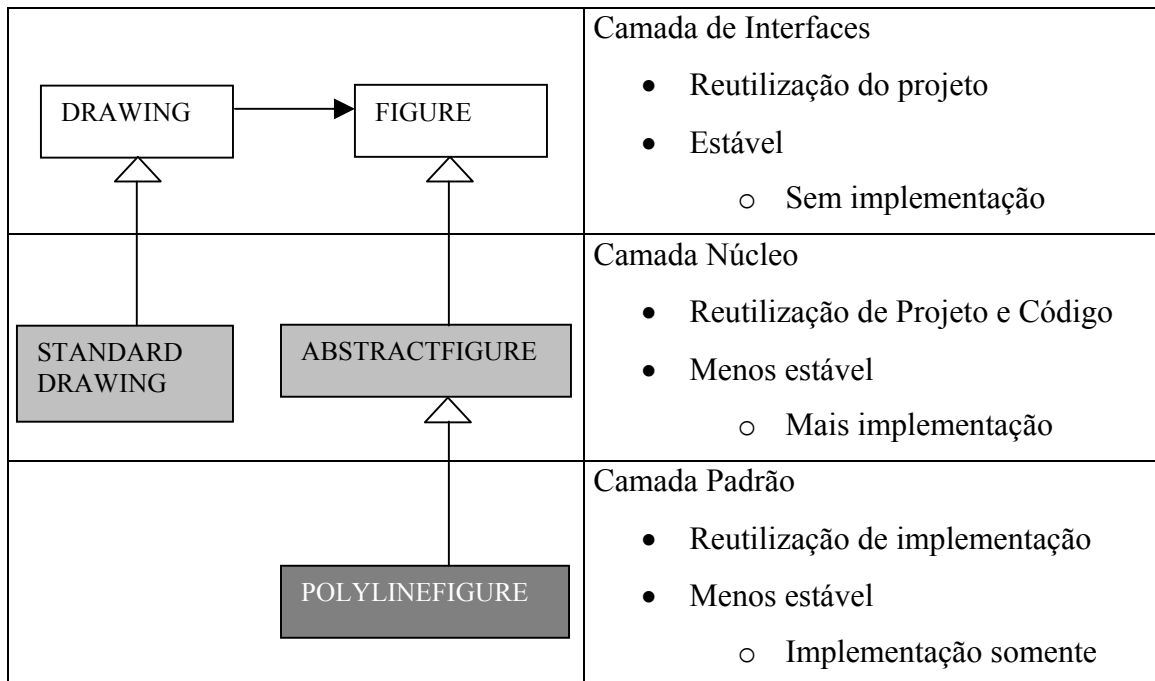 DRAWING
FIGURE
Camada de Interfaces
• Reutilização do projeto
• Estável
o Sem implementação
STANDARD
DRAWING
ABSTRACTFIGURE
Camada Núcleo
• Reutilização de Projeto e Código
• Menos estável
o Mais implementação
POLYLINEFIGURE
Camada Padrão
• Reutilização de implementação
• Menos estável
o Implementação somente